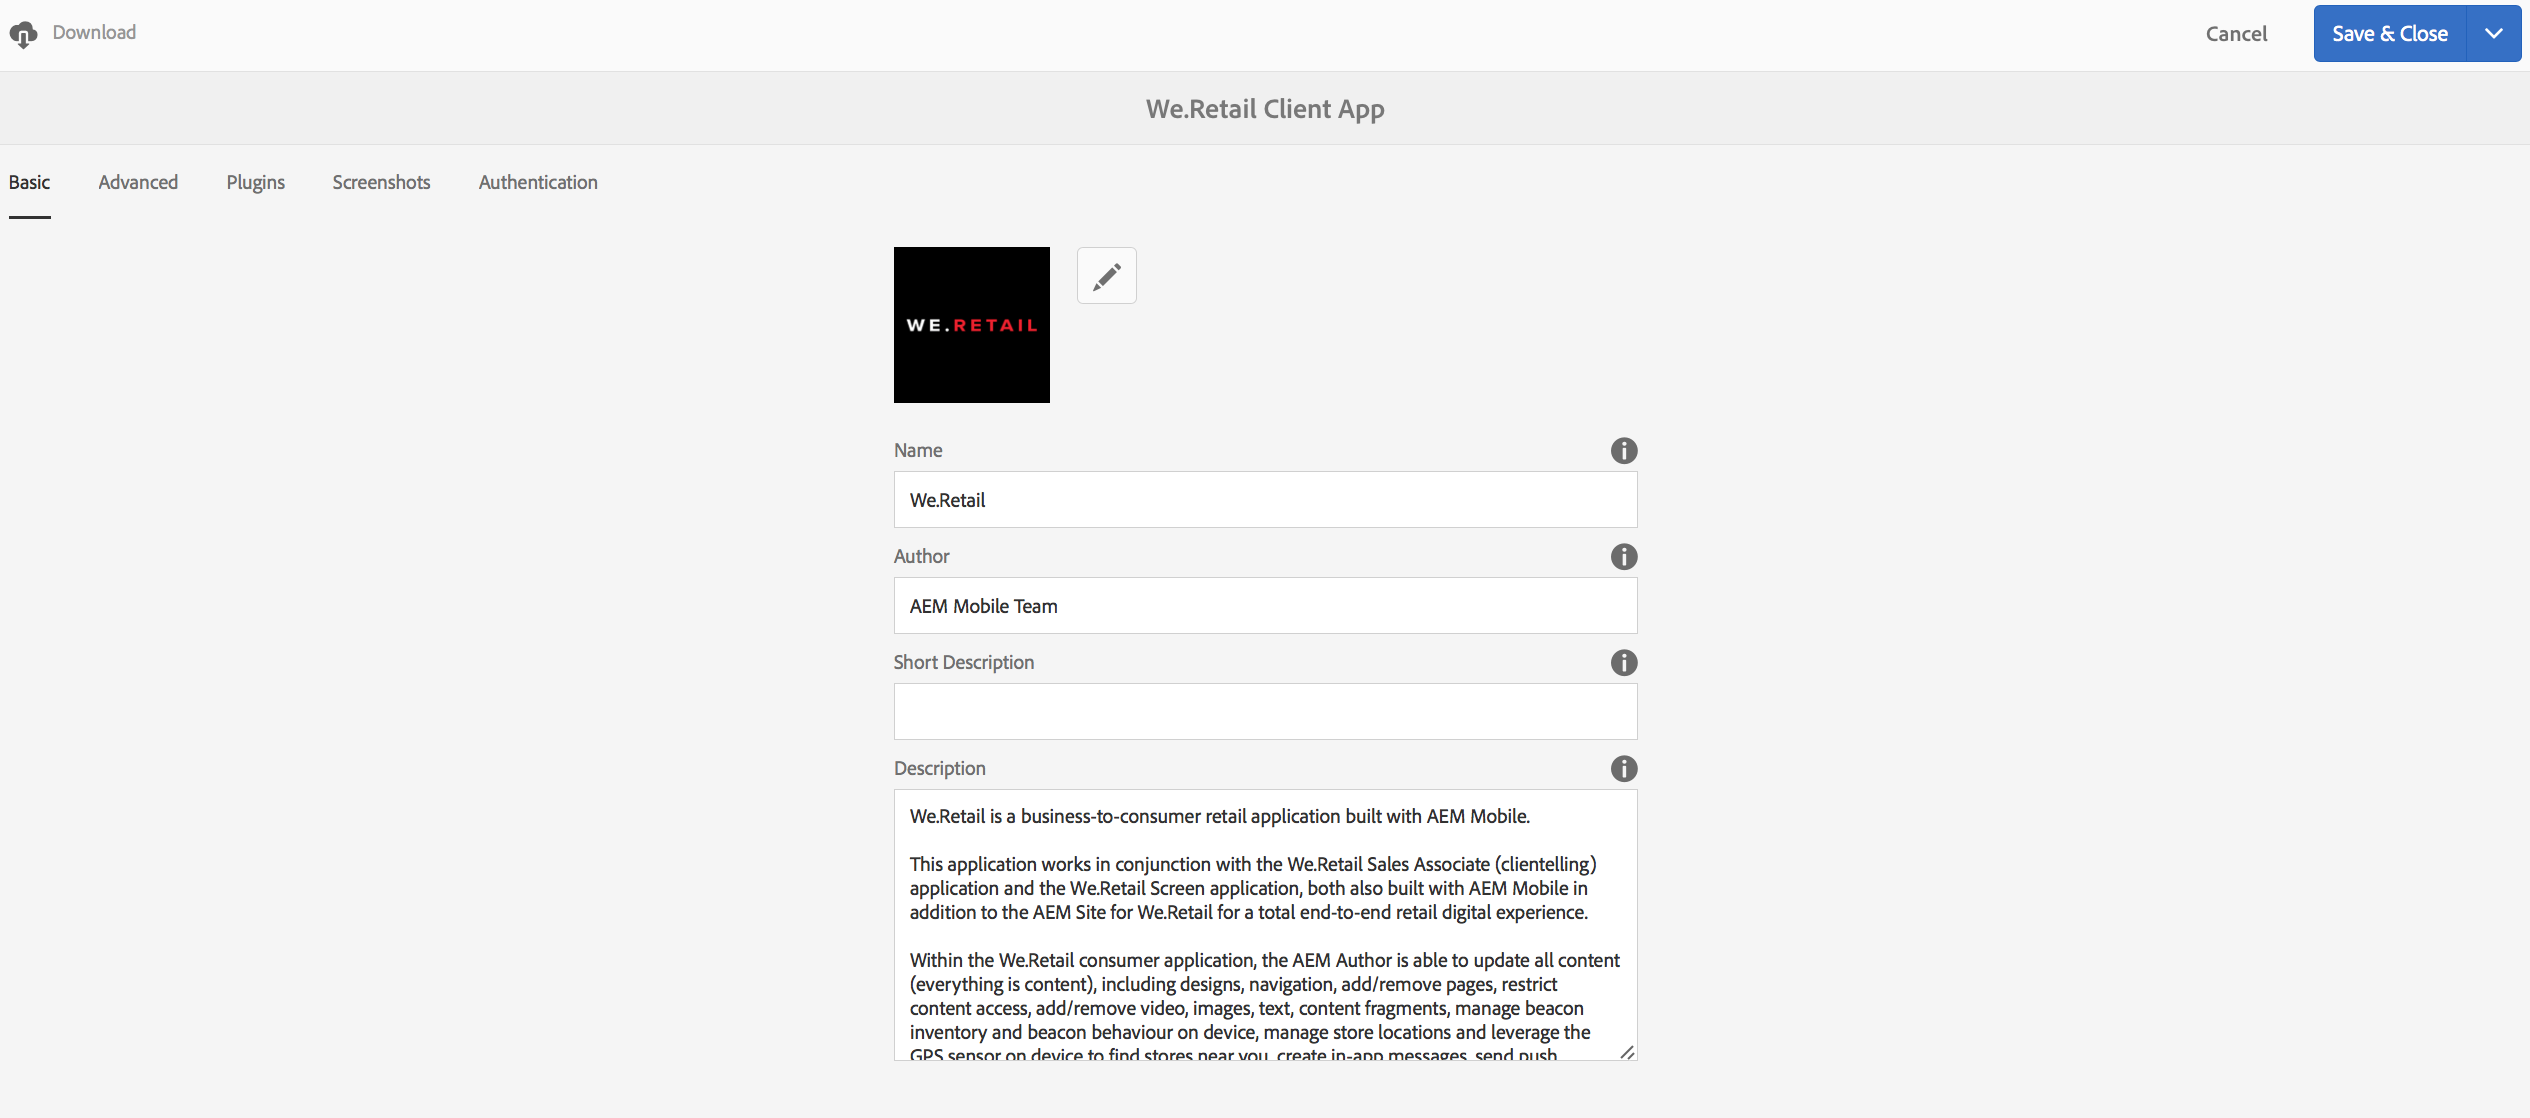 Download
Cancel
Save & Close
We.Retail Client App
Basic
Advanced
Plugins
Screenshots
Authentication
WE.RETAIL
Name
We.Retail
Author
AEM Mobile Team
Short Description
Description
We.Retail is a business-to-consumer retail application built with AEM Mobile.
This application works in conjunction with the We.Retail Sales Associate (clientelling)
application and the We.Retail Screen application, both also built with AEM Mobile in
addition to the AEM Site for We.Retail for a total end-to-end retail digital experience.
Within the We.Retail consumer application, the AEM Author is able to update all content
(everything is content), including designs, navigation, add/remove pages, restrict
content access, add/remove video, images, text, content fragments, manage beacon
inventory and beacon behaviour on device, manage store locations and leverage the
GPS sensor on device to find stores near you, create in-app messages, send push